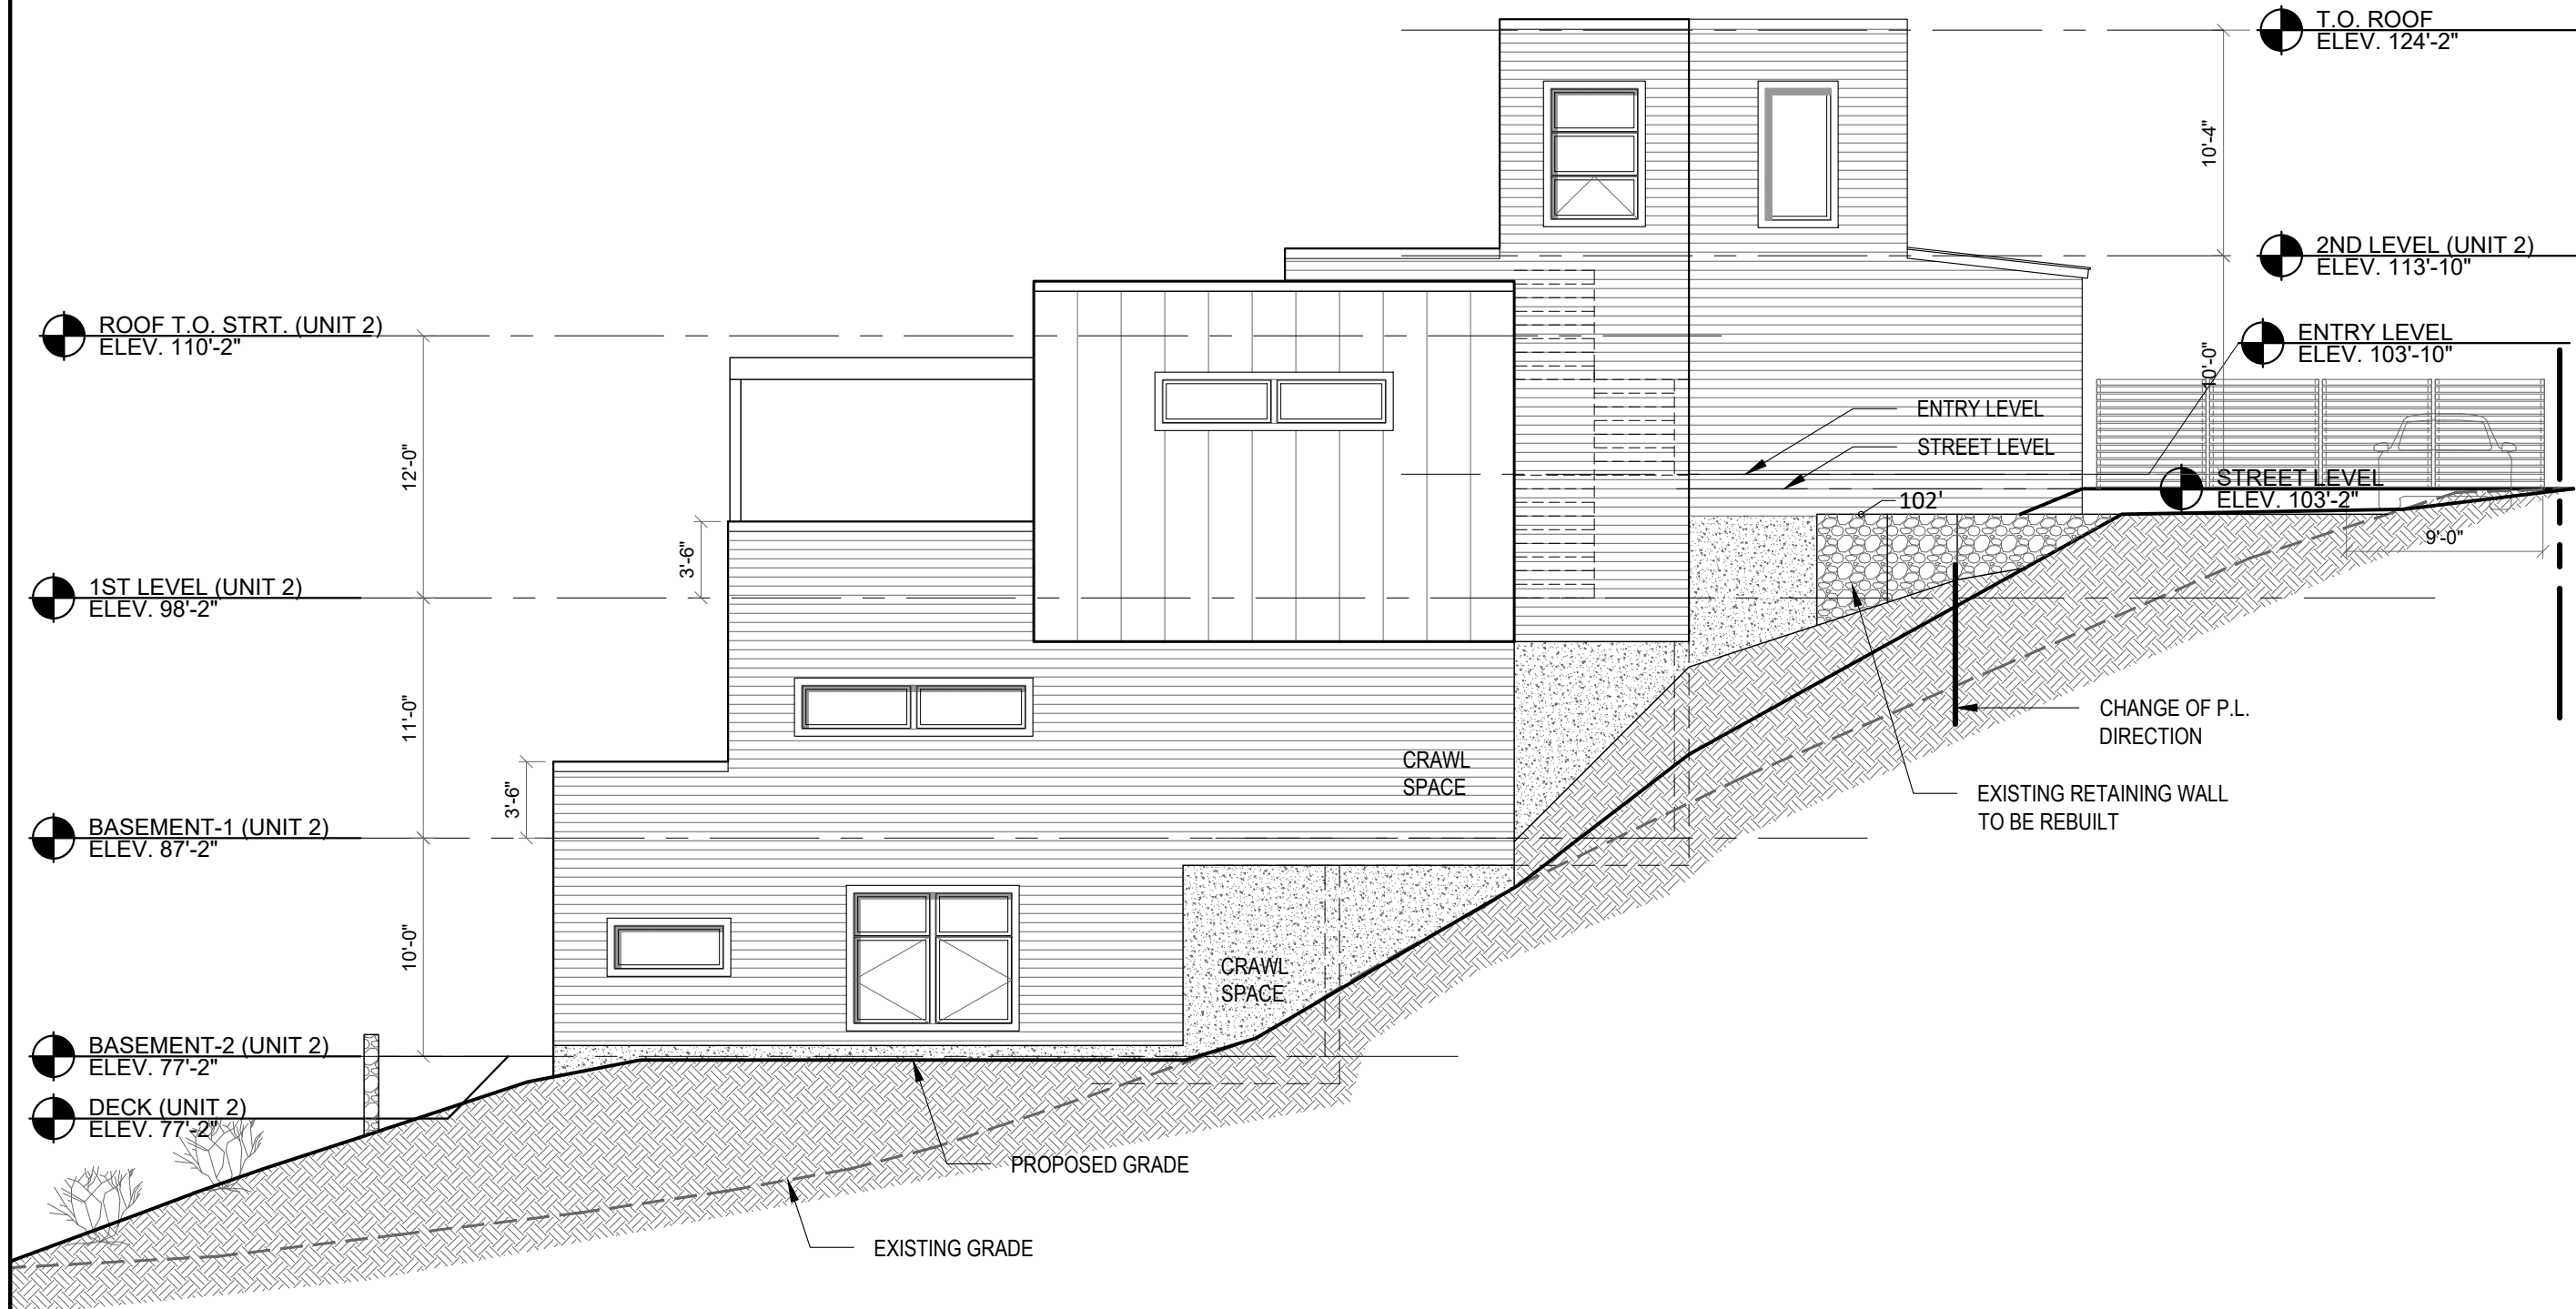 T.O. ROOF
ELEV. 124'-2"
10'-4"
2ND LEVEL (UNIT 2)
ELEV. 113'-10"
ROOF T.O. STRT. (UNIT 2)
ELEV. 110'-2"
ENTRY LEVEL
ELEV. 103'-10"
10'-0"
ENTRY LEVEL
STREET LEVEL
12'-0"
STREET LEVEL
ELEV. 103'-2"
102'
9'-0"
3'-6"
1ST LEVEL (UNIT 2)
ELEV. 98'-2"
11'-0"
CHANGE OF P.L.
DIRECTION
CRAWL
SPACE
3'-6"
EXISTING RETAINING WALL
TO BE REBUILT
BASEMENT-1 (UNIT 2)
ELEV. 87'-2"
10'-0"
CRAWL
SPACE
BASEMENT-2 (UNIT 2)
ELEV. 77'-2"
DECK (UNIT 2)
ELEV. 77'-2"
PROPOSED GRADE
EXISTING GRADE